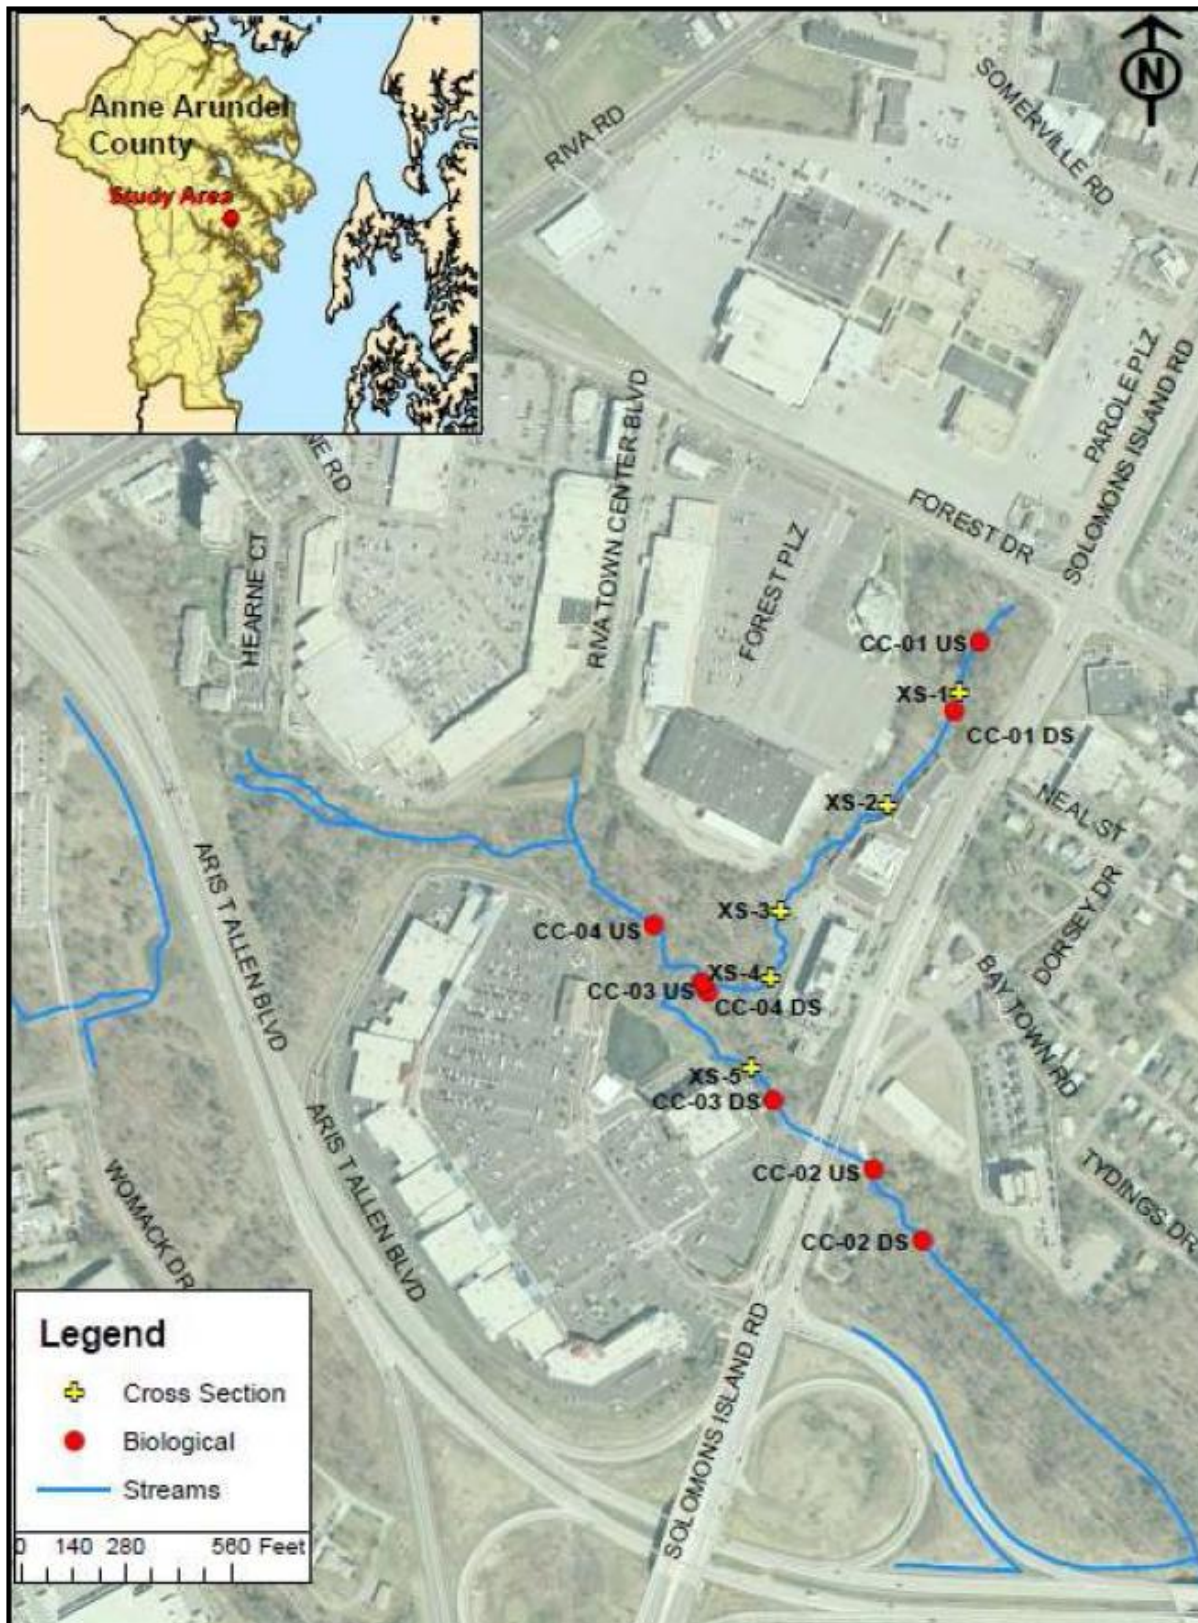 Anne Arundel
County
Study Area
N
SOMERVILLE RD
RIVA RD
PAROLE PLZ
SOLOMONS ISLAND RD
NE RD
RIVA TOWN CENTER BLVD
FOREST DR
HEARNE CT
FOREST PLZ
CC-01 US
XS-1
CC-01 DS
XS-2
NEAL ST
ARIS T ALLEN BLVD
DORSEY DR
XS-3
CC-04 US
XS-4
CC-03 US
CC-04 DS
BAY TOWN RD
XS-5
CC-03 DS
ARIS T ALLEN BLVD
CC-02 US
TYDINGS DR
WOMACK DR
CC-02 DS
SOLOMONS ISLAND RD
Legend
Cross Section
Biological
Streams
0 140 280 560 Feet